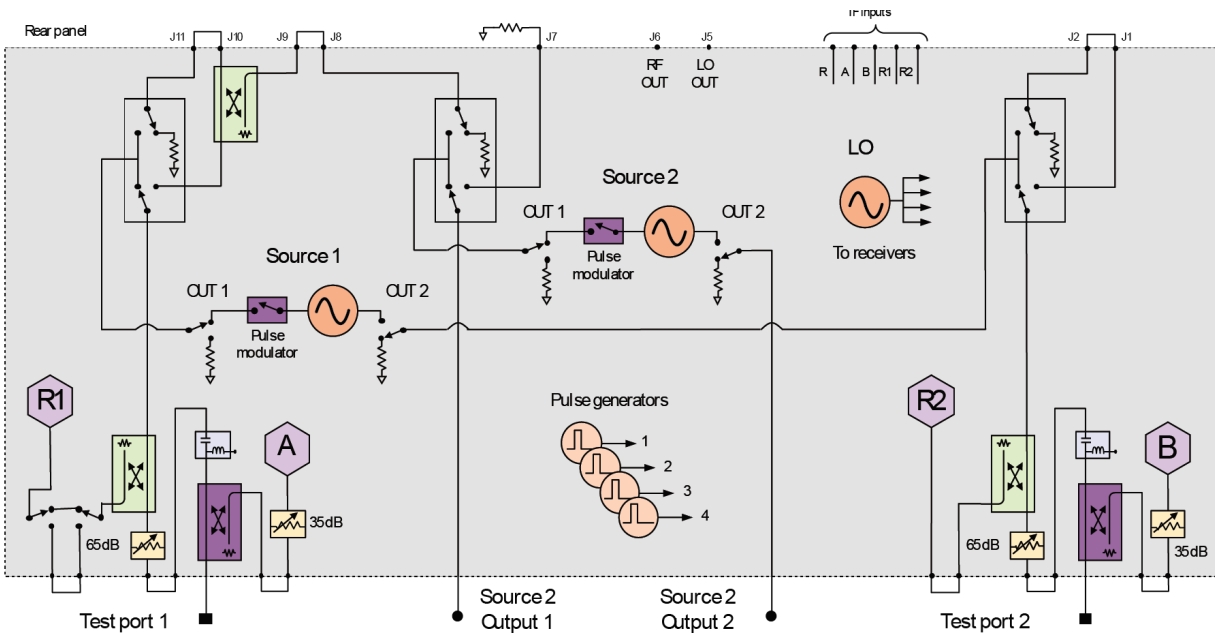 IF inputs
Rear panel
J11 J10 J9 J8 J7 J6 J5 J2 J1
RF OUT
LO OUT
R A B R1 R2
LO
To receivers
Source 2
OUT 1
OUT 2
Pulse modulator
Source 1
OUT 1
OUT 2
Pulse modulator
R1
A
Pulse generators
1
2
3
4
R2
B
65dB
35dB
65dB
35dB
Test port 1
Source 2
Output 1
Source 2
Output 2
Test port 2